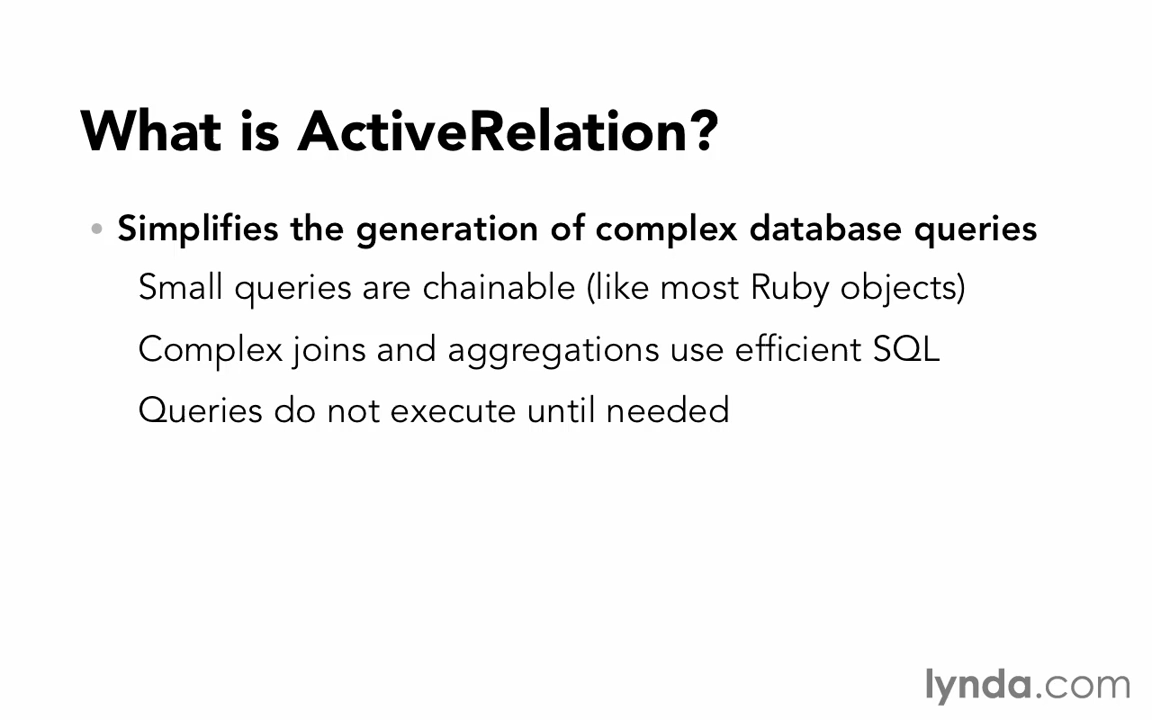 What is ActiveRelation?
• Simplifies the generation of complex database queries
Small queries are chainable (like most Ruby objects)
Complex joins and aggregations use efficient SQL
Queries do not execute until needed
lynda.com